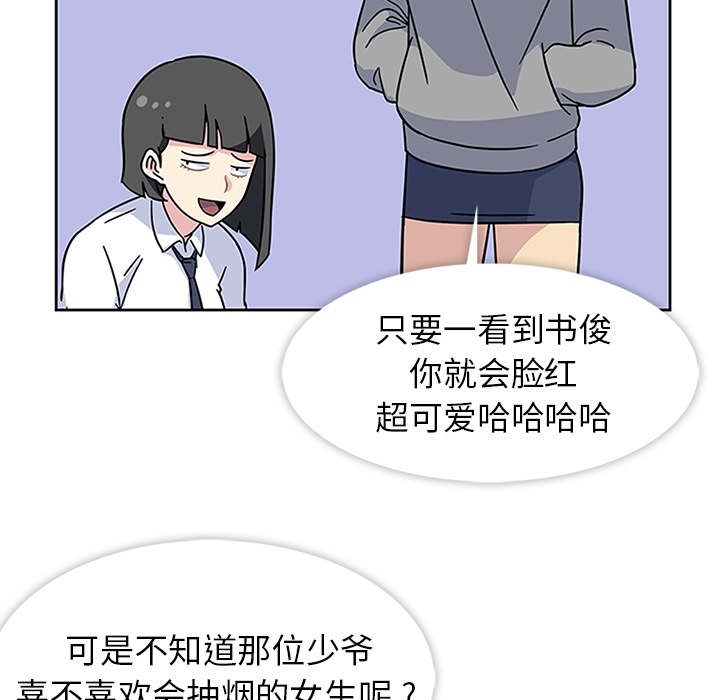 只要一看到书俊
你就会脸红
超可爱哈哈哈哈
可是不知道那位少爷
喜不喜欢会抽烟的女生呢?